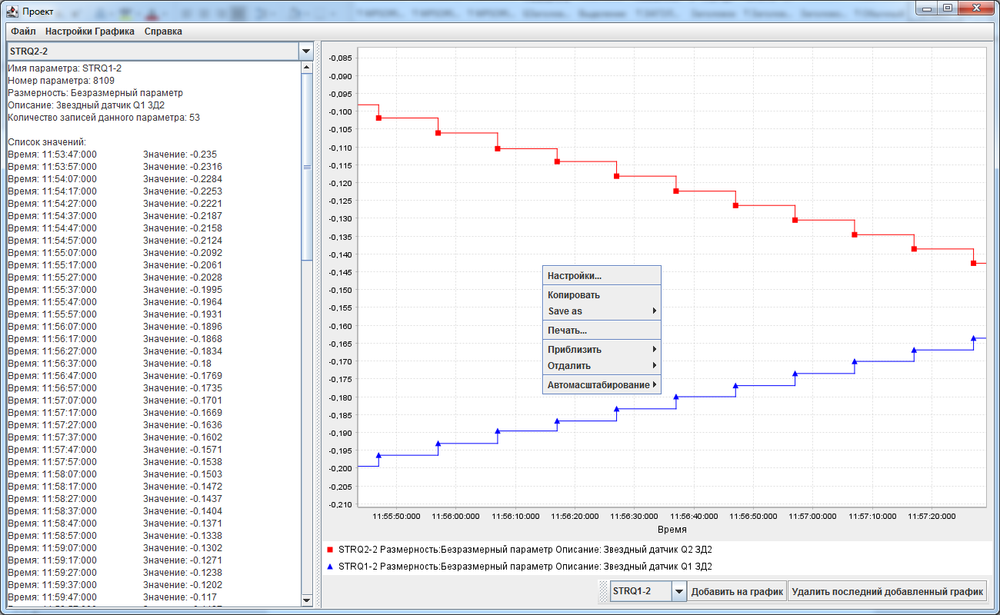 Проект
Файл Настройки Графика Справка
STRQ2-2
Имя параметра: STRQ1-2
Номер параметра: 8109
Размерность: Безразмерный параметр
Описание: Звездный датчик Q1 ЗД2
Количество записей данного параметра: 53
Список значений:
Время: 11:53:47:000 Значение: -0.235
Время: 11:53:57:000 Значение: -0.2316
Время: 11:54:07:000 Значение: -0.2284
Время: 11:54:17:000 Значение: -0.2253
Время: 11:54:27:000 Значение: -0.2221
Время: 11:54:37:000 Значение: -0.2187
Время: 11:54:47:000 Значение: -0.2158
Время: 11:54:57:000 Значение: -0.2124
Время: 11:55:07:000 Значение: -0.2092
Время: 11:55:17:000 Значение: -0.2061
Время: 11:55:27:000 Значение: -0.2028
Время: 11:55:37:000 Значение: -0.1995
Время: 11:55:47:000 Значение: -0.1964
Время: 11:55:57:000 Значение: -0.1931
Время: 11:56:07:000 Значение: -0.1896
Время: 11:56:17:000 Значение: -0.1868
Время: 11:56:27:000 Значение: -0.1834
Время: 11:56:37:000 Значение: -0.18
Время: 11:56:47:000 Значение: -0.1769
Время: 11:56:57:000 Значение: -0.1735
Время: 11:57:07:000 Значение: -0.1701
Время: 11:57:17:000 Значение: -0.1669
Время: 11:57:27:000 Значение: -0.1636
Время: 11:57:37:000 Значение: -0.1602
Время: 11:57:47:000 Значение: -0.1571
Время: 11:57:57:000 Значение: -0.1538
Время: 11:58:07:000 Значение: -0.1503
Время: 11:58:17:000 Значение: -0.1472
Время: 11:58:27:000 Значение: -0.1437
Время: 11:58:37:000 Значение: -0.1404
Время: 11:58:47:000 Значение: -0.1371
Время: 11:58:57:000 Значение: -0.1338
Время: 11:59:07:000 Значение: -0.1302
Время: 11:59:17:000 Значение: -0.1271
Время: 11:59:27:000 Значение: -0.1238
Время: 11:59:37:000 Значение: -0.1202
Время: 11:59:47:000 Значение: -0.117
-0,085
-0,090
-0,095
-0,100
-0,105
-0,110
-0,115
-0,120
-0,125
-0,130
-0,135
-0,140
-0,145
-0,150
-0,155
-0,160
-0,165
-0,170
-0,175
-0,180
-0,185
-0,190
-0,195
-0,200
-0,205
-0,210
Настройки...
Копировать
Save as
Печать...
Приблизить
Отдалить
Автомасштабирование
11:55:50:000 11:56:00:000 11:56:10:000 11:56:20:000 11:56:30:000 11:56:40:000 11:56:50:000 11:57:00:000 11:57:10:000 11:57:20:000
Время
STRQ2-2 Размерность:Безразмерный параметр Описание: Звездный датчик Q2 ЗД2
STRQ1-2 Размерность:Безразмерный параметр Описание: Звездный датчик Q1 ЗД2
STRQ1-2 Добавить на график Удалить последний добавленный график